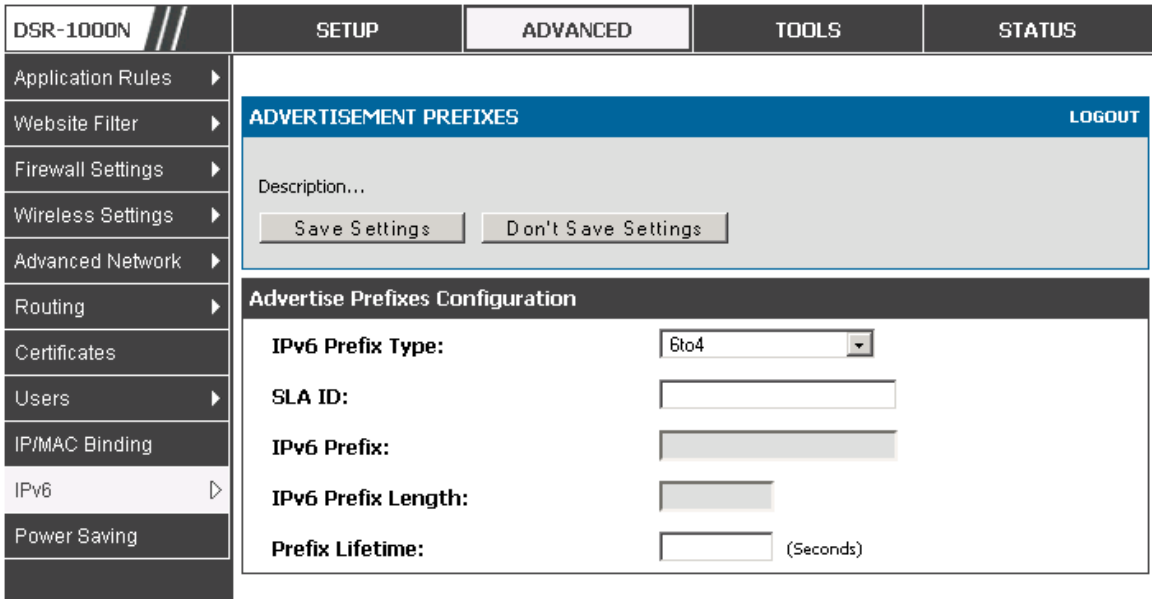 DSR-1000N
SETUP
ADVANCED
TOOLS
STATUS
Application Rules
Website Filter
Firewall Settings
Wireless Settings
Advanced Network
Routing
Certificates
Users
IP/MAC Binding
IPv6
Power Saving
ADVERTISEMENT PREFIXES
LOGOUT
Description...
Save Settings
Don't Save Settings
Advertise Prefixes Configuration
IPv6 Prefix Type:
6to4
SLA ID:
IPv6 Prefix:
IPv6 Prefix Length:
Prefix Lifetime:
(Seconds)